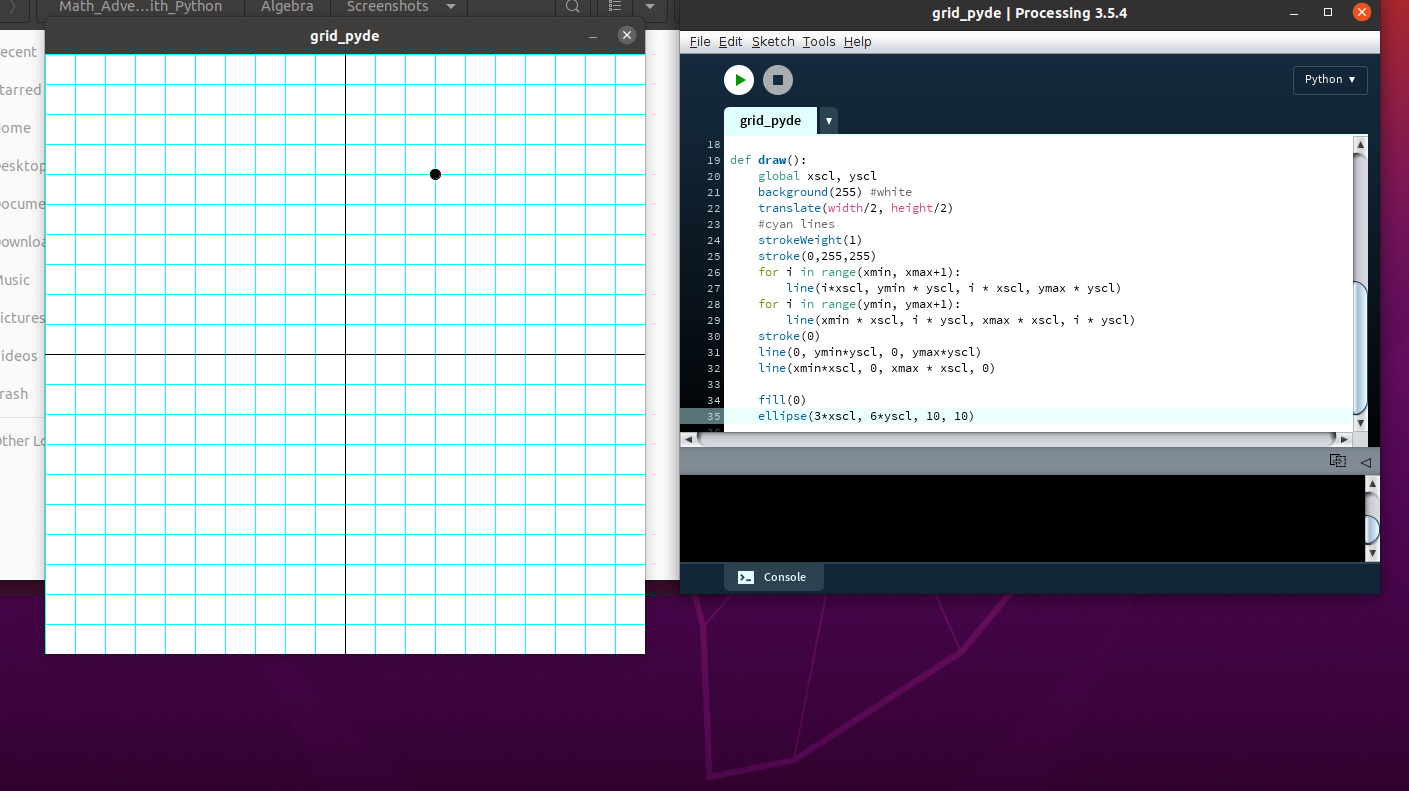 Math_Adve…ith_Python
Algebra
Screenshots
grid_pyde
ecent
tarred
ome
Desktop
Docume
Downloa
Music
ictures
ideos
rash
Other Lo
grid_pyde | Processing 3.5.4
File Edit Sketch Tools Help
Python
grid_pyde
18
19 def draw():
20 global xscl, yscl
21 background(255) #white
22 translate(width/2, height/2)
23 #cyan lines
24 strokeWeight(1)
25 stroke(0,255,255)
26 for i in range(xmin, xmax+1):
27 line(i*xscl, ymin * yscl, i * xscl, ymax * yscl)
28 for i in range(ymin, ymax+1):
29 line(xmin * xscl, i * yscl, xmax * xscl, i * yscl)
30 stroke(0)
31 line(0, ymin*yscl, 0, ymax*yscl)
32 line(xmin*xscl, 0, xmax * xscl, 0)
33
34 fill(0)
35 ellipse(3*xscl, 6*yscl, 10, 10)
Console